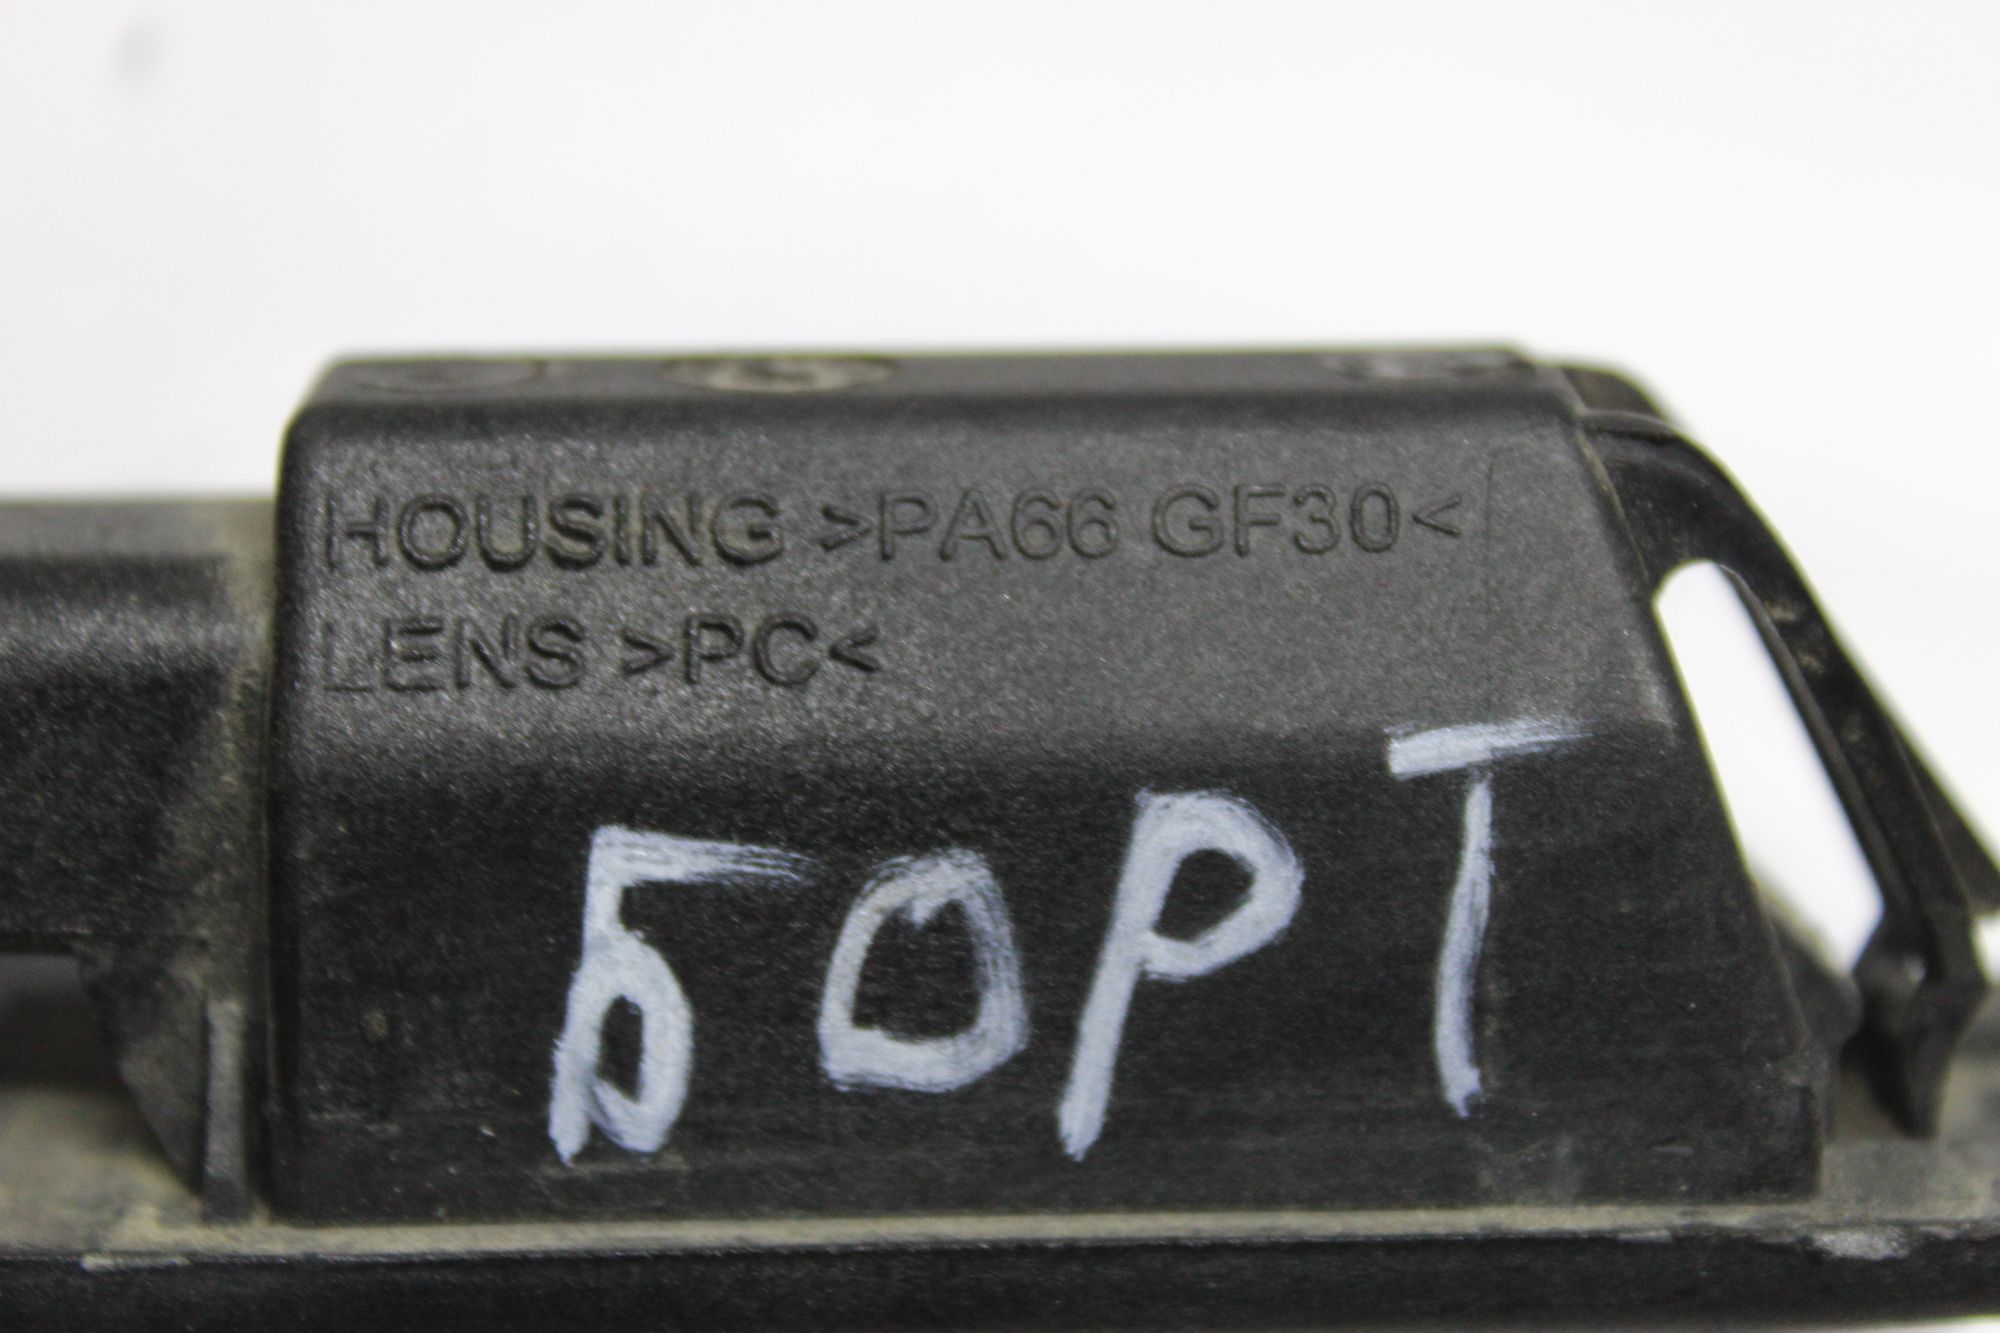 HOUSING >PA66 GF30<
LENS >PC<
БОРТ